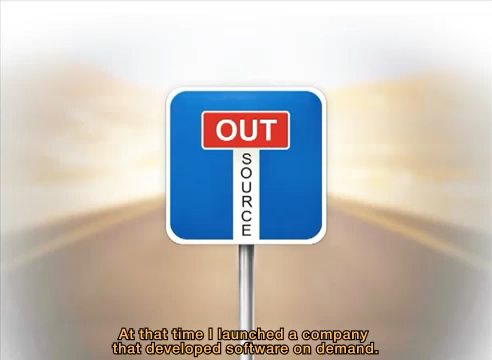 OUT
SOURCE
At that time I launched a company
that developed software on demand.